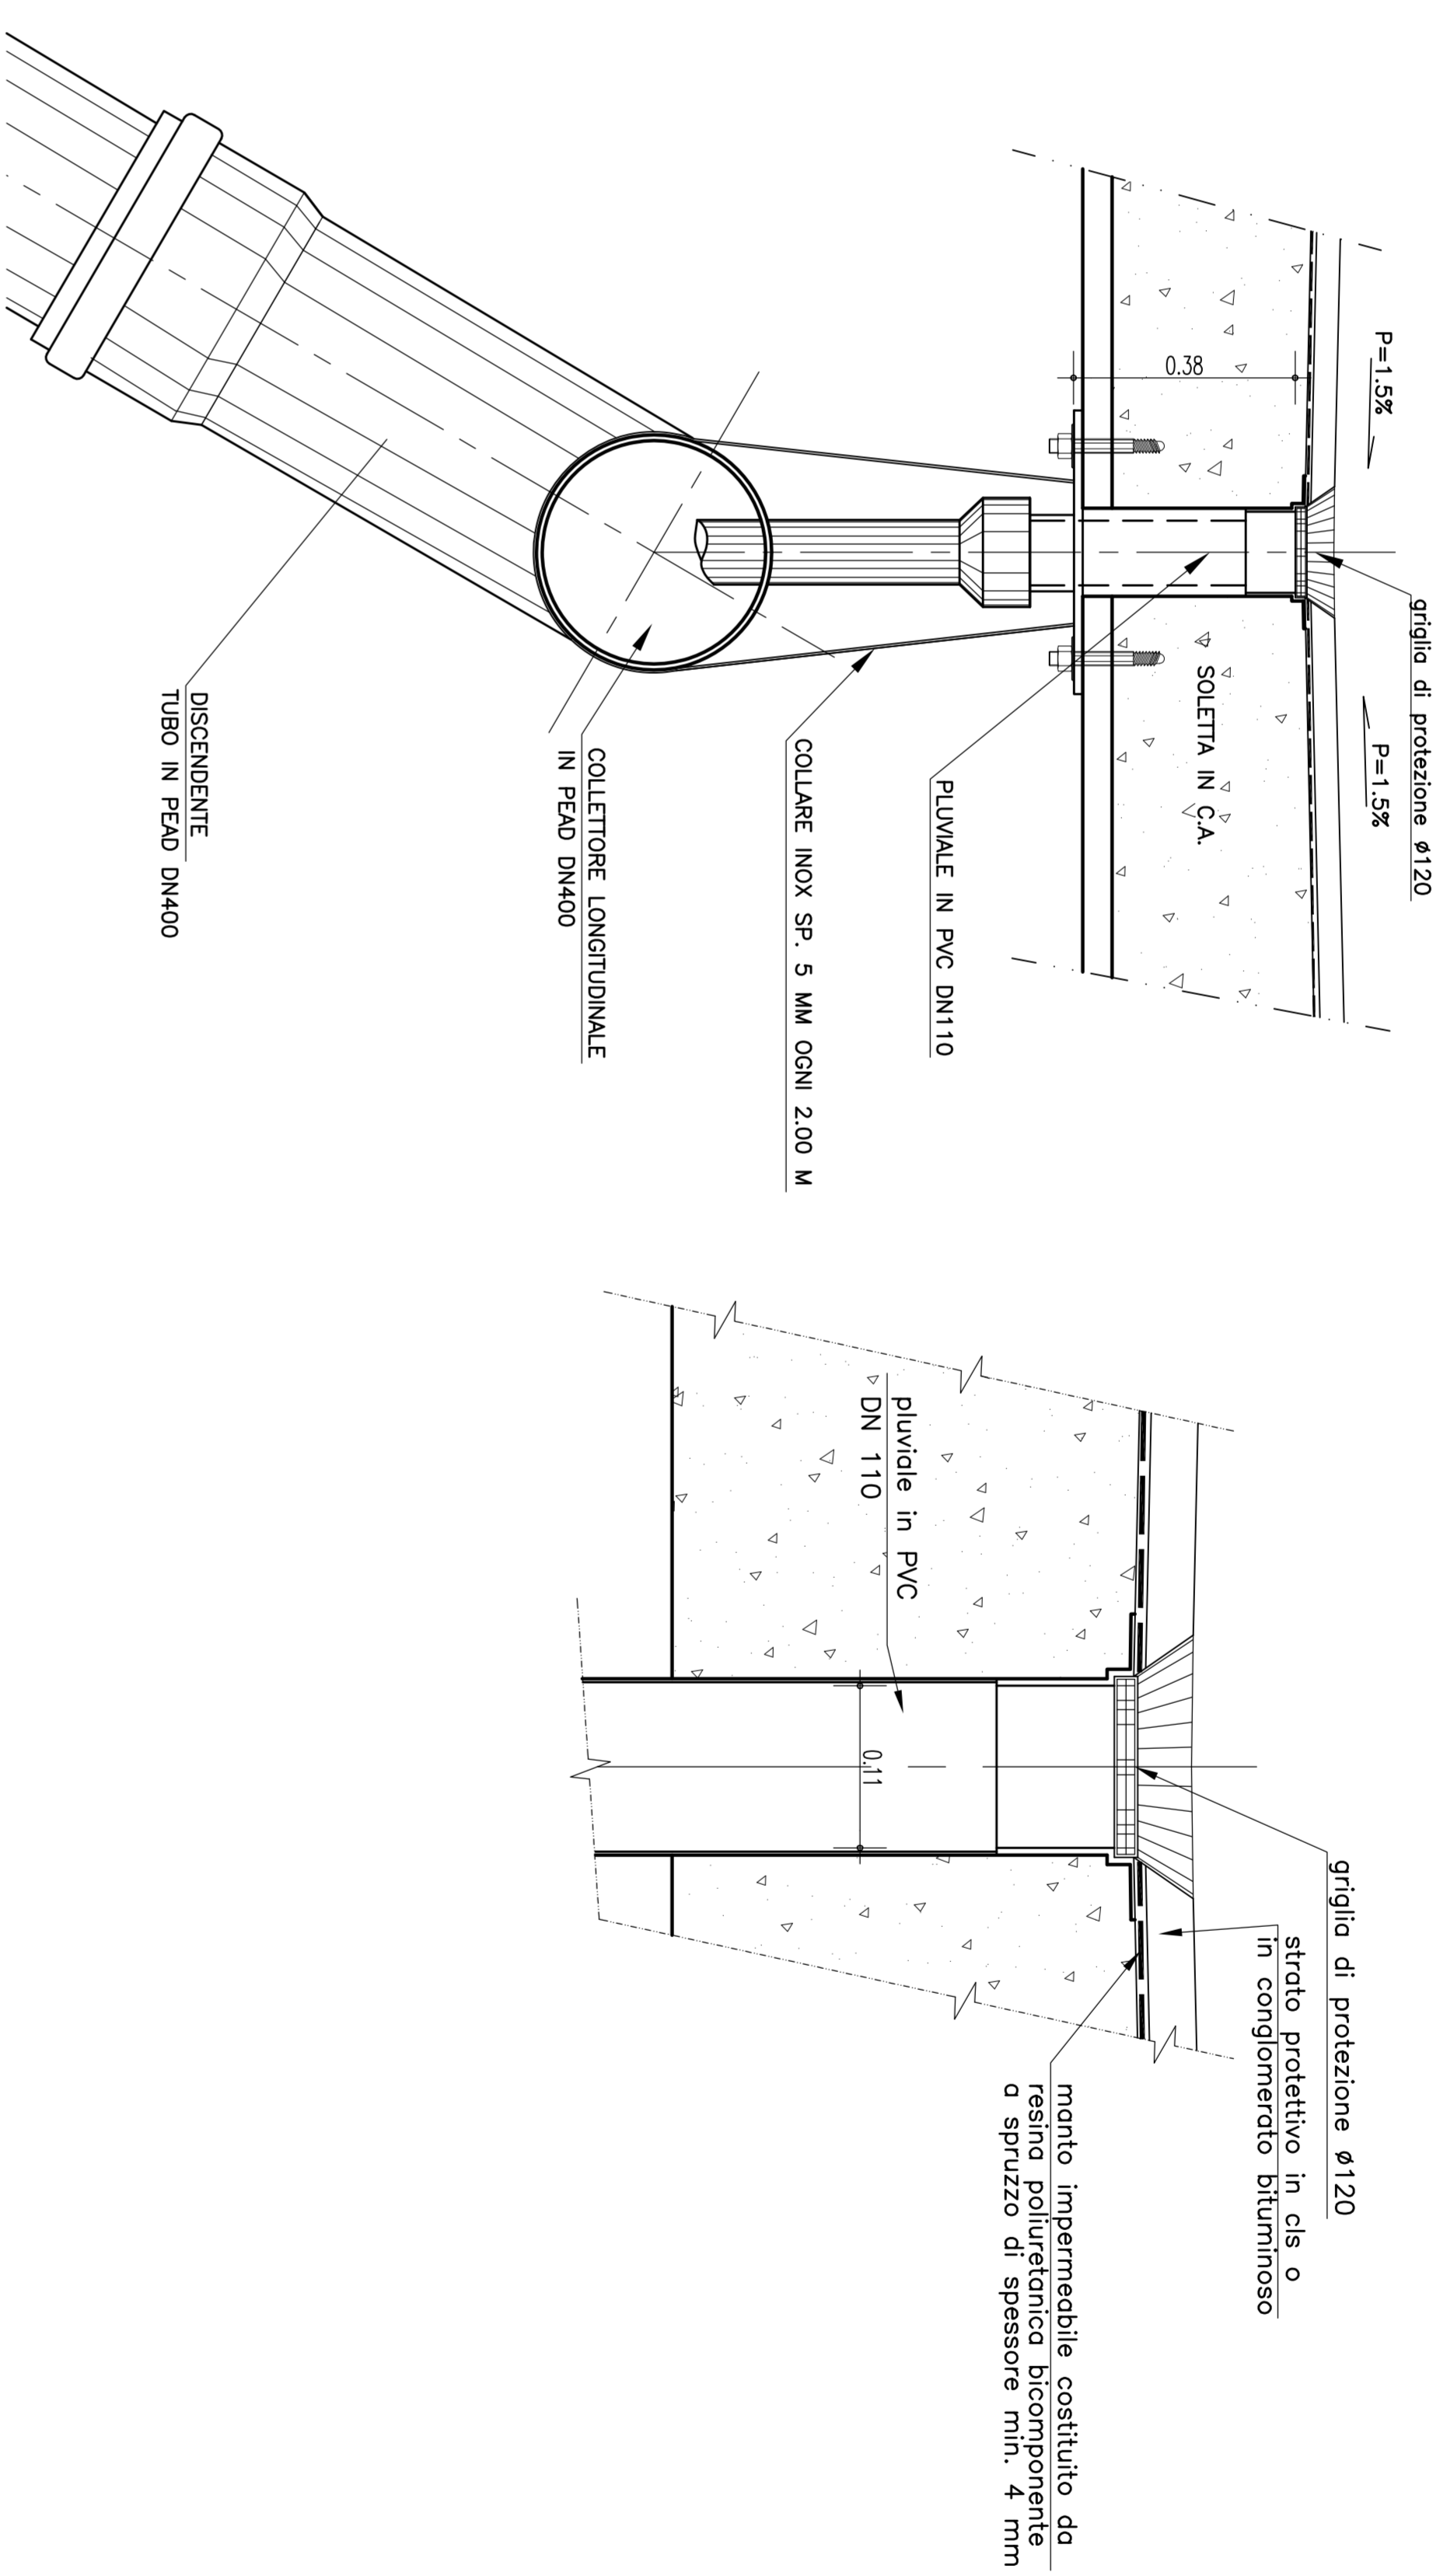 griglia di protezione ø120
P=1.5%
P=1.5%
0.38
SOLETTA IN C.A.
PLUVIALE IN PVC DN110
COLLARE INOX SP. 5 MM OGNI 2.00 M
COLLETTORE LONGITUDINALE
IN PEAD DN400
DISCENDENTE
TUBO IN PEAD DN400
griglia di protezione ø120
strato protettivo in cls o
in conglomerato bituminoso
manto impermeabile costituito da
resina poliuretanica bicomponente
a spruzzo di spessore min. 4 mm
pluviale in PVC
DN 110
0.11